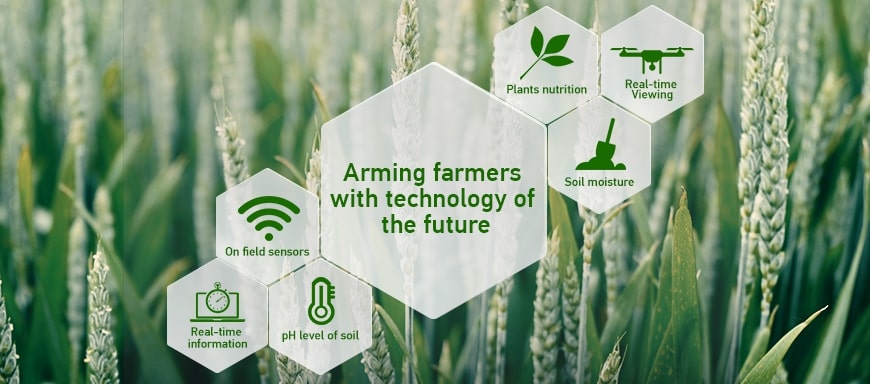 Plants nutrition
Real-time
Viewing
Soil moisture
Arming farmers
with technology of
the future
On field sensors
Real-time
information
pH level of soil